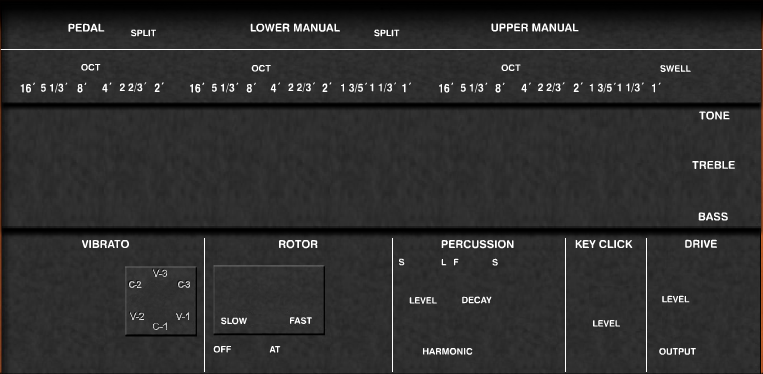 PEDAL SPLIT LOWER MANUAL SPLIT UPPER MANUAL
OCT OCT OCT SWELL
16´ 5 1/3´ 8´ 4´ 2 2/3´ 2´ 16´ 5 1/3´ 8´ 4´ 2 2/3´ 2´ 1 3/5´ 1 1/3´ 1´ 16´ 5 1/3´ 8´ 4´ 2 2/3´ 2´ 1 3/5´ 1 1/3´ 1´
TONE
TREBLE
BASS
VIBRATO ROTOR PERCUSSION KEY CLICK DRIVE
S L F S
V-3
C-2 C-3
V-2 V-1
C-1
SLOW FAST
OFF AT
LEVEL DECAY
HARMONIC
LEVEL
LEVEL
OUTPUT